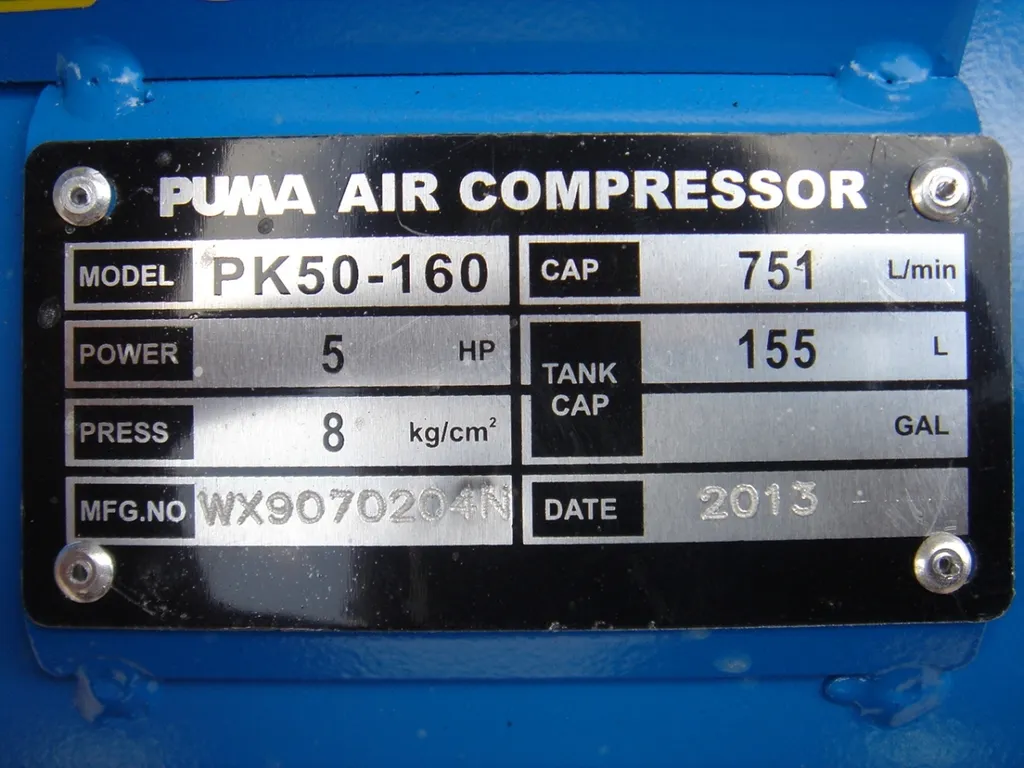 PUMA AIR COMPRESSOR
MODEL PK50-160
CAP 751 L/min
POWER 5 HP
TANK CAP 155 L
GAL
PRESS 8 kg/cm²
MFG.NO WX9070204N
DATE 2013